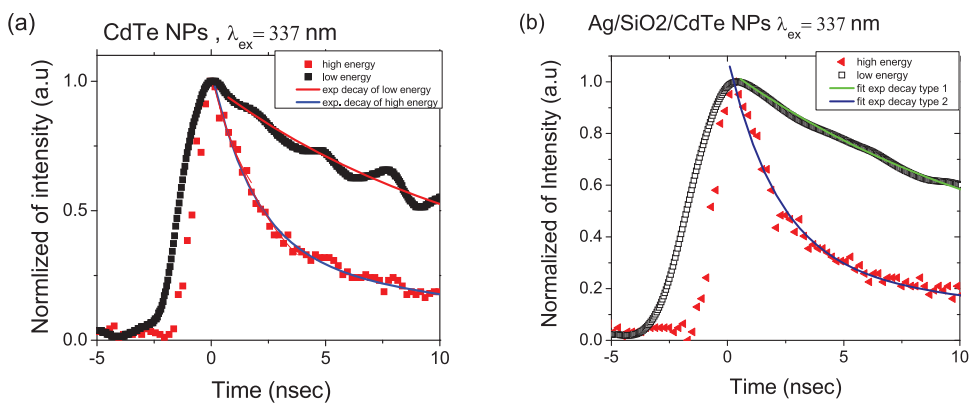 (a)
CdTe NPs , λex= 337 nm
high energy
low energy
exp decay of low energy
exp. decay of high energy
Normlized of intensity (a.u)
1.0
0.5
0.0
-5
0
5
10
Time (nsec)
(b)
Ag/SiO2/CdTe NPs λex= 337 nm
high energy
low energy
fit exp decay type 1
fit exp decay type 2
Normalized of Intensity (a.u)
1.0
0.8
0.6
0.4
0.2
0.0
-5
0
5
10
Time (nsec)